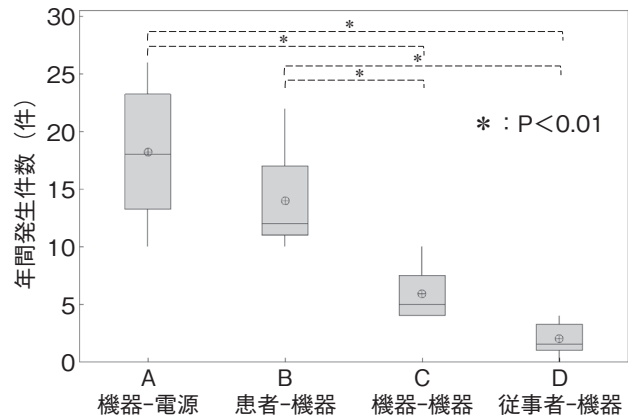 年間発生件数（件）
30
25
20
15
10
5
0
*
*
*
*
*：P＜0.01
A
B
C
D
機器−電源
患者−機器
機器−機器
従事者−機器